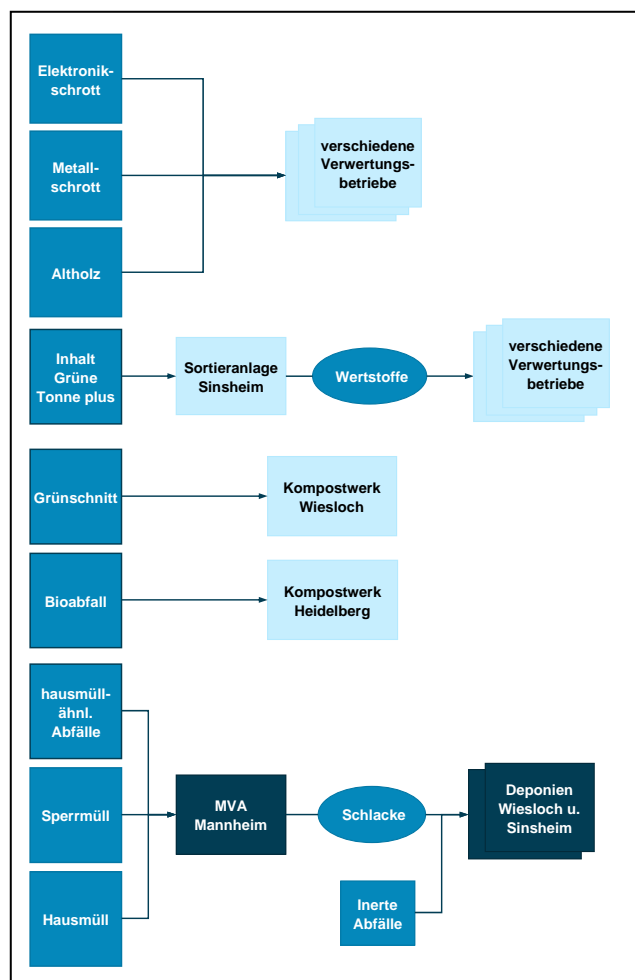 Elektronik-
schrott
Metall-
schrott
Altholz
verschiedene
Verwertungs-
betriebe
Inhalt
Grüne
Tonne plus
Sortieranlage
Sinsheim
Wertstoffe
verschiedene
Verwertungs-
betriebe
Grünschnitt
Kompostwerk
Wiesloch
Bioabfall
Kompostwerk
Heidelberg
hausmüll-
ähnl.
Abfälle
Sperrmüll
Hausmüll
MVA
Mannheim
Schlacke
Inerte
Abfälle
Deponien
Wiesloch u.
Sinsheim